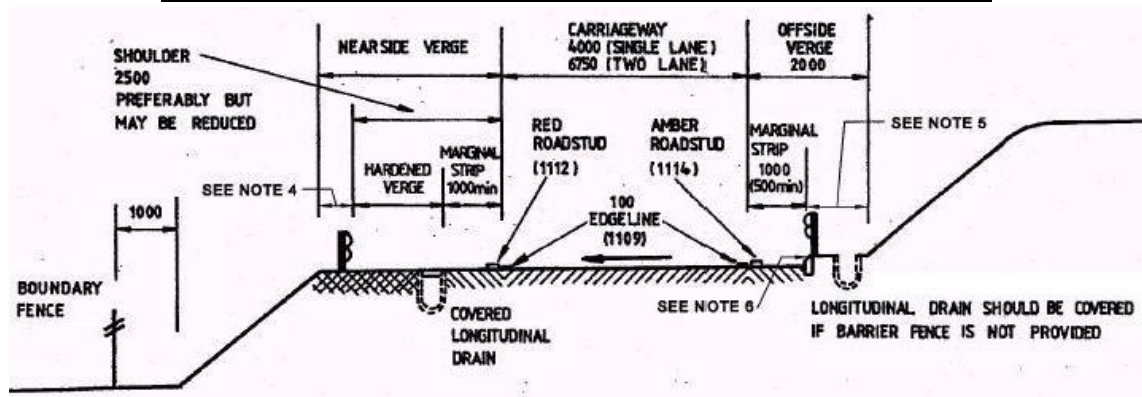 SHOULDER
2500
PREFERABLY BUT
MAY BE REDUCED
NEARSIDE VERGE
CARRIAGEWAY
4000 (SINGLE LANE)
6750 (TWO LANE)
OFFSIDE
VERGE
2000
HARDENED
VERGE
MARGINAL
STRIP
1000min
RED
ROADSTUD
(1112)
AMBER
ROADSTUD
(1114)
MARGINAL
STRIP
1000
(500min)
SEE NOTE 5
SEE NOTE 4
1000
100
EDGELINE
(1109)
BOUNDARY
FENCE
COVERED
LONGITUDINAL
DRAIN
SEE NOTE 6
LONGITUDINAL DRAIN SHOULD BE COVERED
IF BARRIER FENCE IS NOT PROVIDED